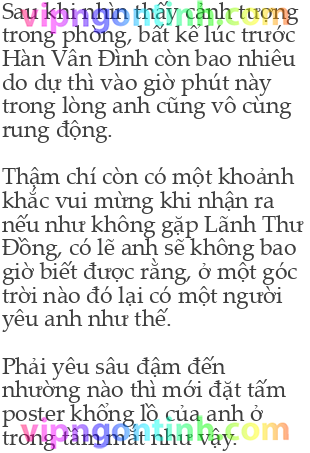 Sau khi nhìn thấy cảnh tượng
trong phòng, bất kể lúc trước
Hàn Vân Đình còn bao nhiêu
do dự thì vào giờ phút này
trong lòng anh cũng vô cùng
rung động.
Thậm chí còn có một khoảnh
khắc vui mừng khi nhận ra
nếu như không gặp Lãnh Thư
Đồng, có lẽ anh sẽ không bao
giờ biết được rằng, ở một góc
trời nào đó lại có một người
yêu anh như thế.
Phải yêu sâu đậm đến
nhường nào thì mới đặt tấm
poster khổng lồ của anh ở
trong tầm mắt như vậy.
vipngontinh.com
vipngontinh.com